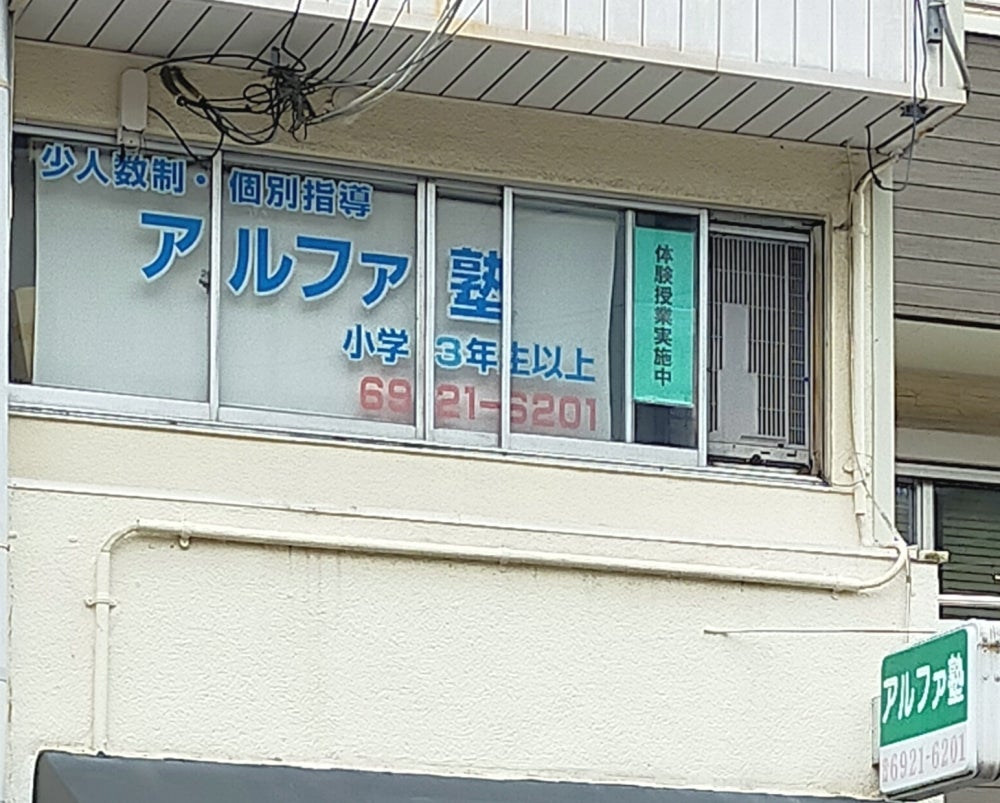 少人数制・個別指導
アルファ塾
小学3年生以上
6921-6201
体験授業実施中
アルファ塾
6921-6201